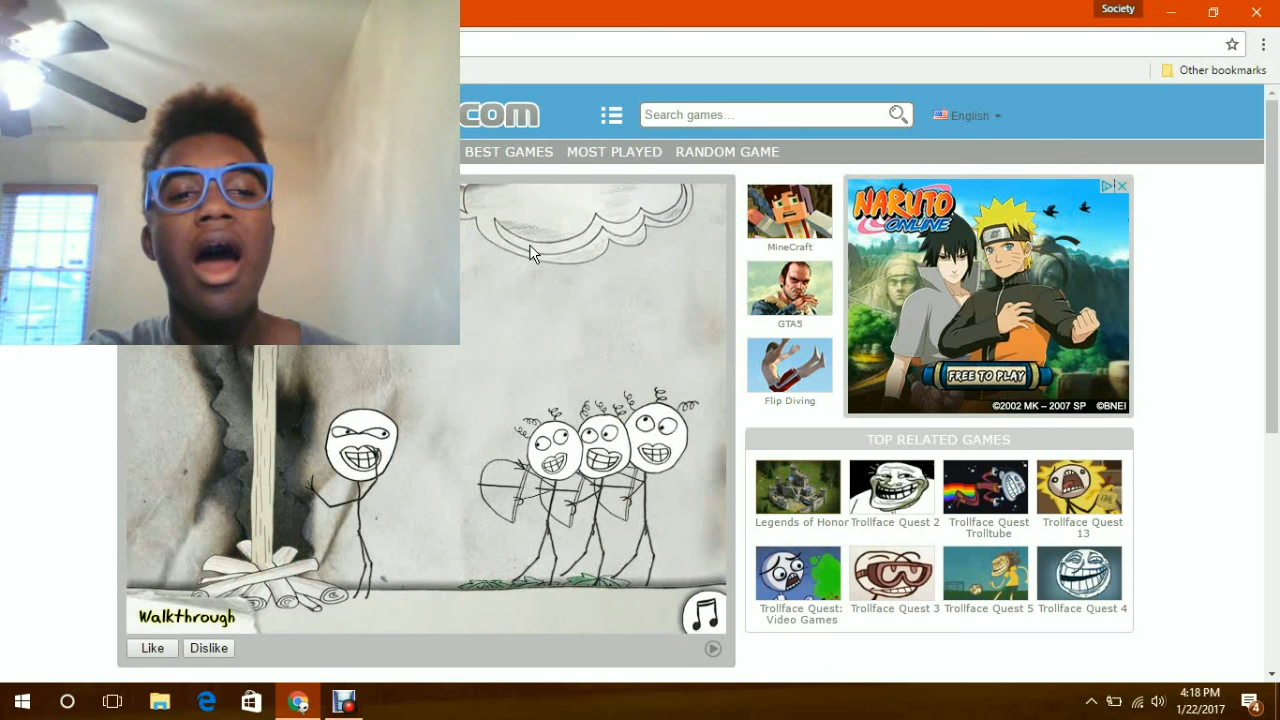 Society
Other bookmarks
com
Search games...
English
BEST GAMES MOST PLAYED RANDOM GAME
MineCraft
GTA5
Flip Diving
NARUTO
ONLINE
FREE TO PLAY
©2002 MK – 2007 SP ©BNEI
TOP RELATED GAMES
Legends of Honor
Trollface Quest 2
Trollface Quest
Trolltube
Trollface Quest
13
Trollface Quest:
Video Games
Trollface Quest 3
Trollface Quest 5
Trollface Quest 4
Walkthrough
Like
Dislike
4:18 PM
1/22/2017
4